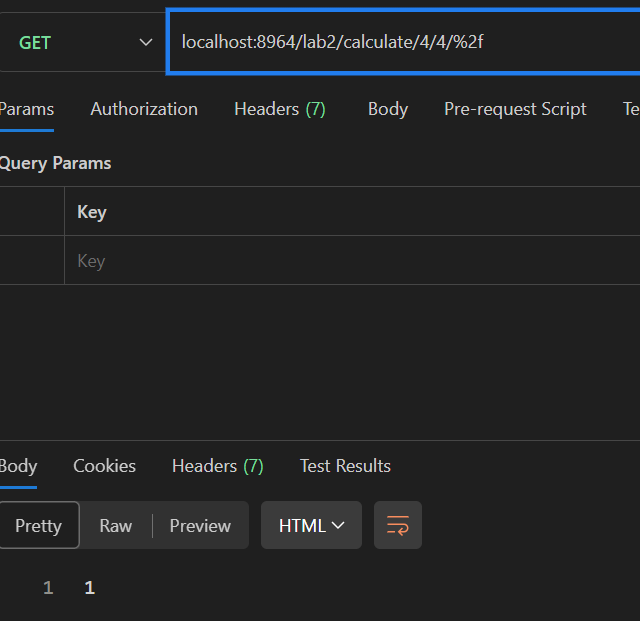 GET localhost:8964/lab2/calculate/4/4/%2f
Params Authorization Headers (7) Body Pre-request Script Te
Query Params
Key
Key
Body Cookies Headers (7) Test Results
Pretty Raw Preview HTML
1 1